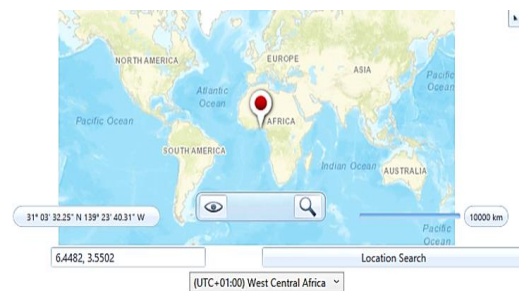 NORTH AMERICA
EUROPE
ASIA
Pacific
Ocean
Atlantic
Ocean
AFRICA
Pacific Ocean
SOUTH AMERICA
Indian Ocean
AUSTRALIA
31° 03' 32.25" N 139° 23' 40.31" W
10000 km
Pacific
Ocean
6.4482, 3.5502
Location Search
(UTC+01:00) West Central Africa